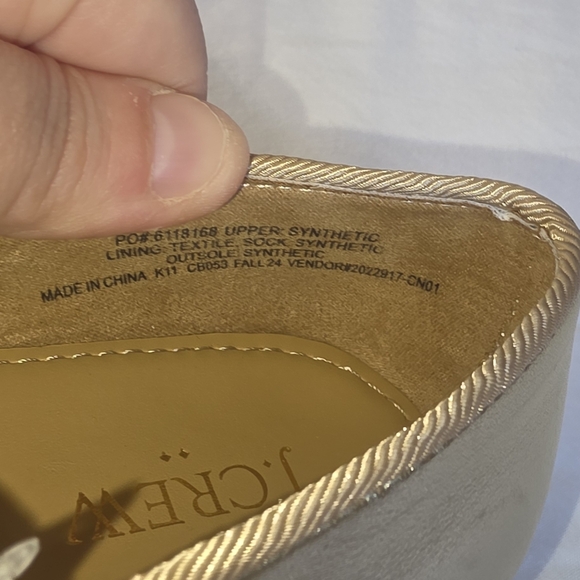 PO#:6118168 UPPER: SYNTHETIC
LINING: TEXTILE, SOCK, SYNTHETIC
OUTSOLE: SYNTHETIC
MADE IN CHINA K11 CB053 FALL 24 VENDOR#2022917-CN01
J.CREW